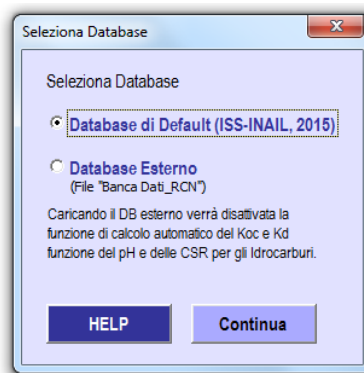 Seleziona Database
Seleziona Database
Database di Default (ISS-INAIL, 2015)
Database Esterno
(File "Banca Dati_RCN")
Caricando il DB esterno verrà disattivata la
funzione di calcolo automatico del Koc e Kd
funzione del pH e delle CSR per gli Idrocarburi.
HELP
Continua